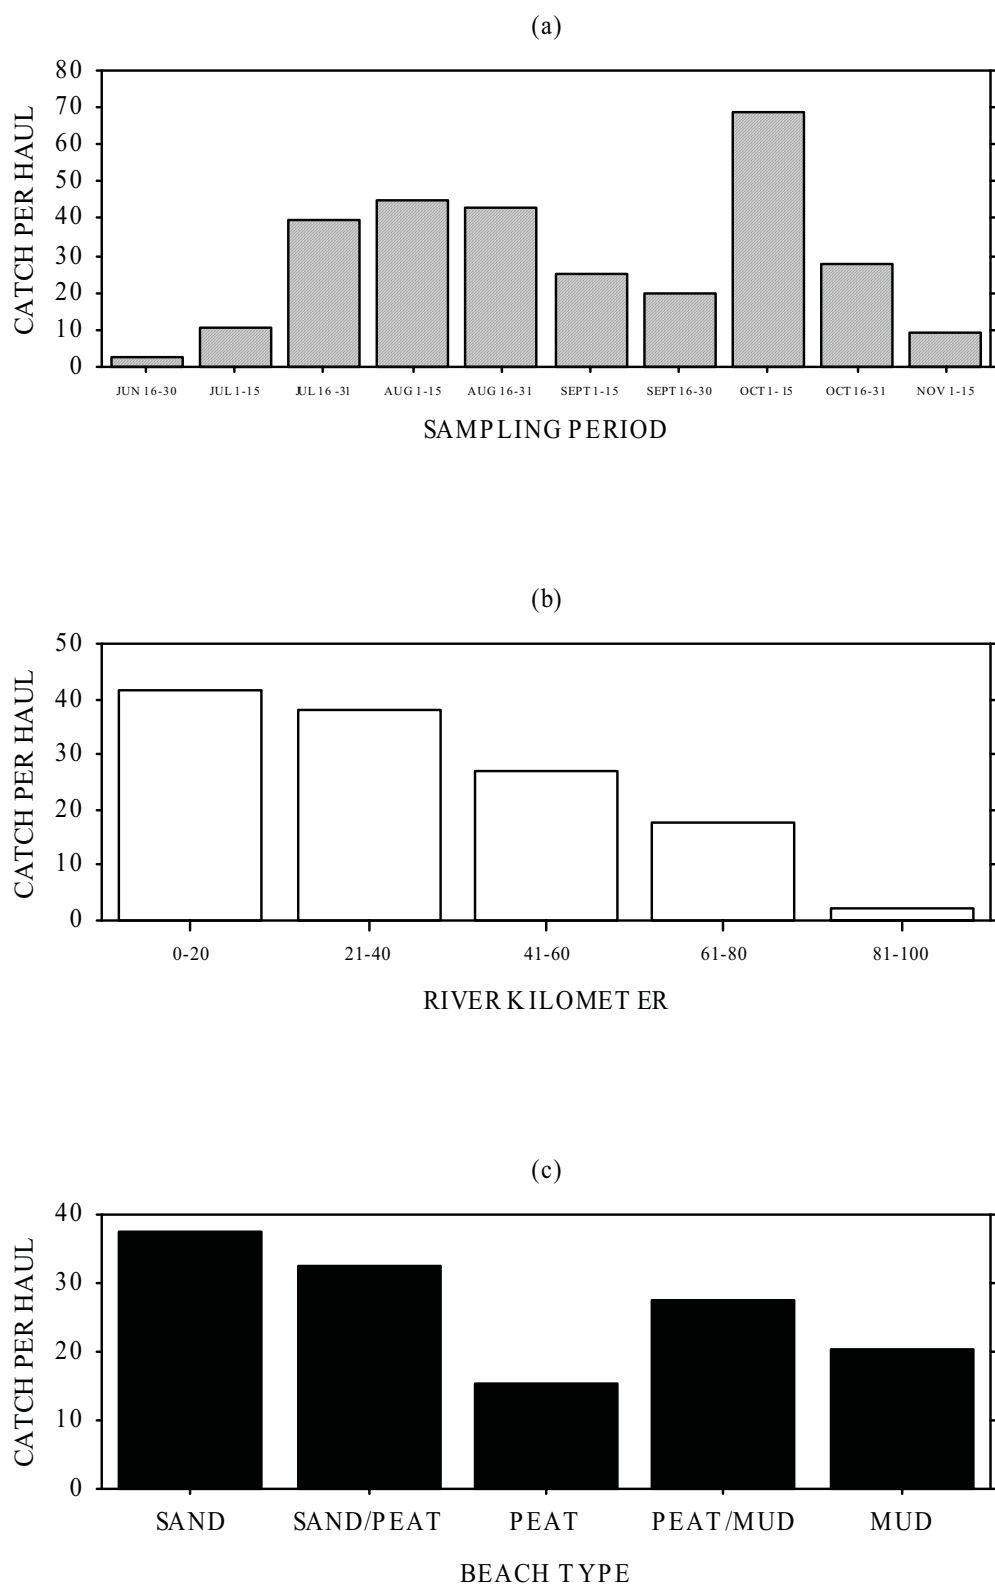 (a)
CATCH PER HAUL
80
70
60
50
40
30
20
10
0
JUN 16-30 JUL 1-15 JUL 16-31 AUG 1-15 AUG 16-31 SEPT 1-15 SEPT 16-30 OCT 1-15 OCT 16-31 NOV 1-15
SAMPLING PERIOD
(b)
CATCH PER HAUL
50
40
30
20
10
0
0-20 21-40 41-60 61-80 81-100
RIVER KILOMETER
(c)
CATCH PER HAUL
40
30
20
10
0
SAND SAND/PEAT PEAT PEAT/MUD MUD
BEACH TYPE